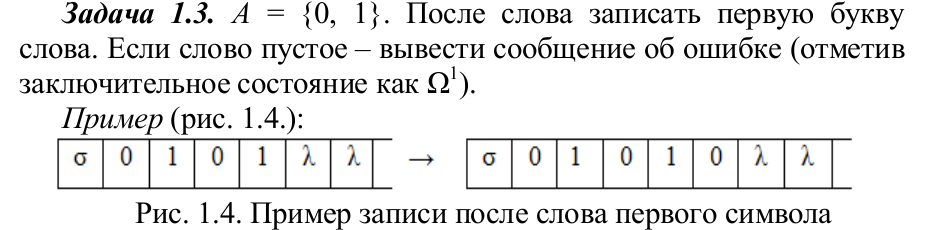 Задача 1.3. A = {0, 1}. После слова записать первую букву
слова. Если слово пустое – вывести сообщение об ошибке (отметив
заключительное состояние как Ω¹).
Пример (рис. 1.4.):
σ 0 1 0 1 λ λ → σ 0 1 0 1 0 λ λ
Рис. 1.4. Пример записи после слова первого символа